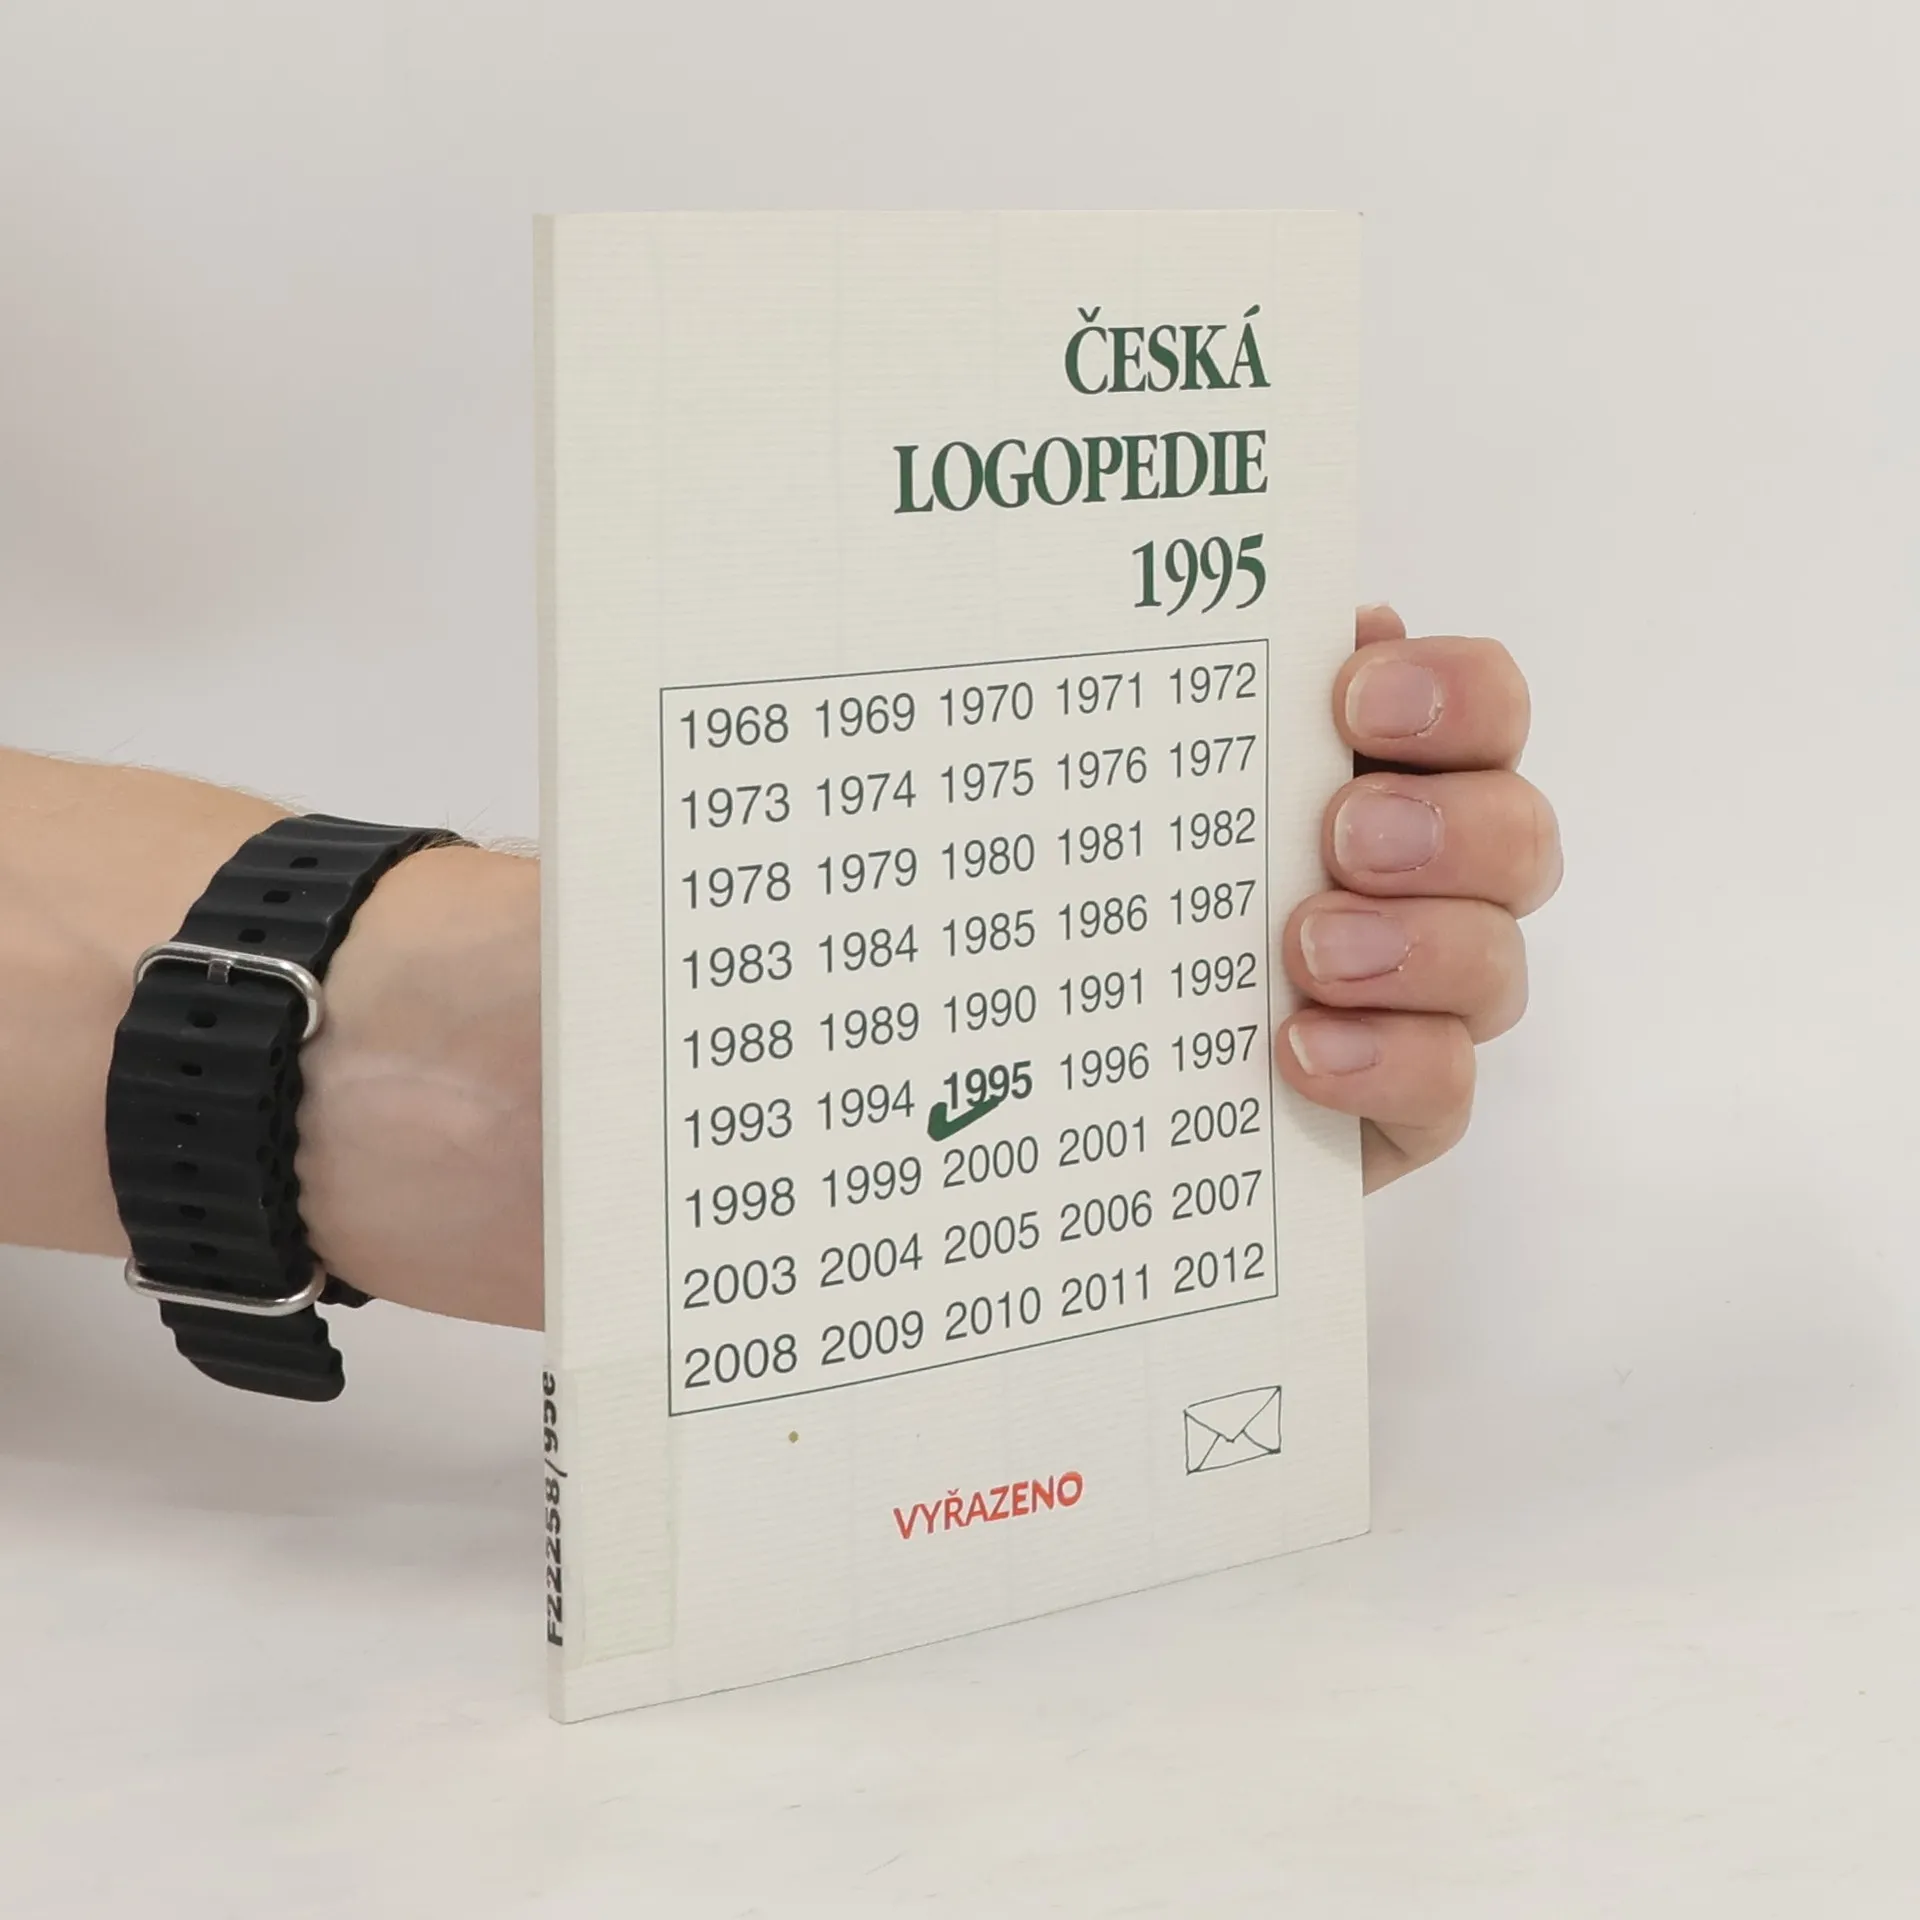 ČESKÁ
LOGOPEDIE
1995
1968 1969 1970 1971 1972
1973 1974 1975 1976 1977
1978 1979 1980 1981 1982
1983 1984 1985 1986 1987
1988 1989 1990 1991 1992
1993 1994 1995 1996 1997
1998 1999 2000 2001 2002
2003 2004 2005 2006 2007
2008 2009 2010 2011 2012
VYŘAZENO